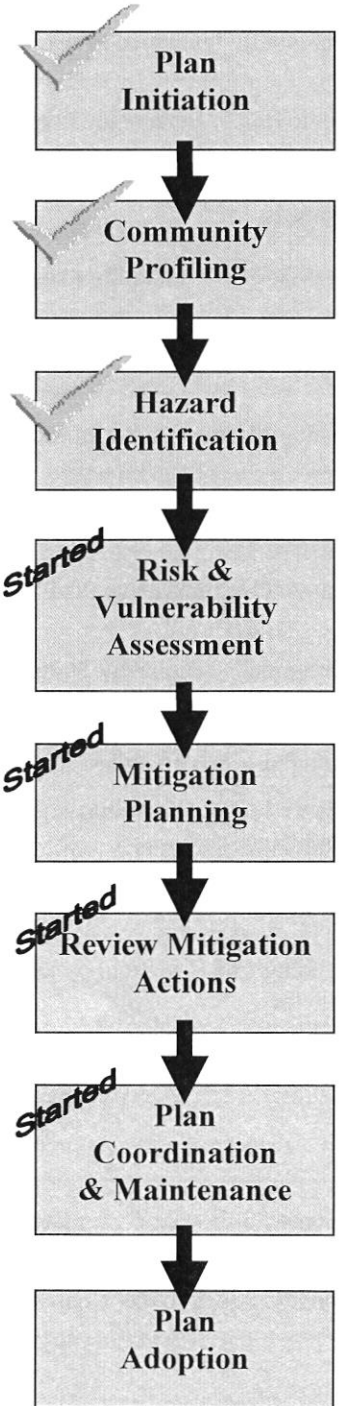 Plan
Initiation
Community
Profiling
Hazard
Identification
Started
Risk &
Vulnerability
Assessment
Started
Mitigation
Planning
Started
Review Mitigation
Actions
Started
Plan
Coordination
& Maintenance
Plan
Adoption